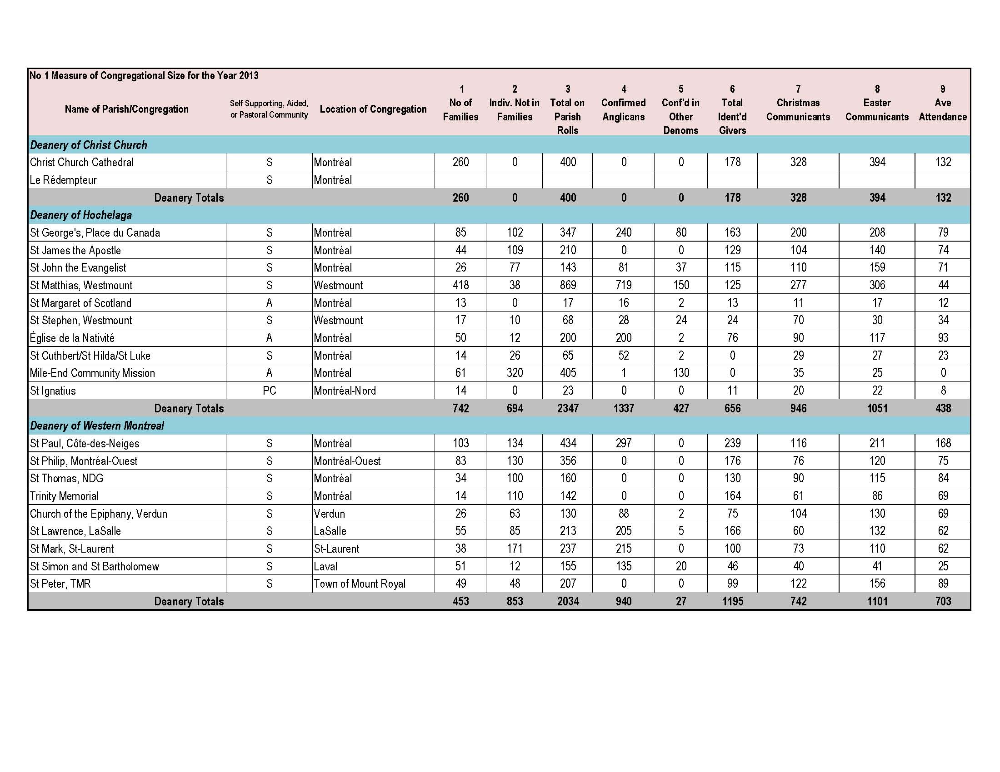 No 1 Measure of Congregational Size for the Year 2013
1 2 3 4 5 6 7 8 9
Name of Parish/Congregation Self Supporting, Aided, or Pastoral Community Location of Congregation No of Families Indiv. Not in Families Total on Parish Rolls Confirmed Anglicans Conf'd in Other Denoms Total Ident'd Givers Christmas Communicants Easter Communicants Ave Attendance
Deanery of Christ Church
Christ Church Cathedral S Montréal 260 0 400 0 0 178 328 394 132
Le Rédempteur S Montréal
Deanery Totals 260 0 400 0 0 178 328 394 132
Deanery of Hochelaga
St George's, Place du Canada S Montréal 85 102 347 240 80 163 200 208 79
St James the Apostle S Montréal 44 109 210 0 0 129 104 140 74
St John the Evangelist S Montréal 26 77 143 81 37 115 110 159 71
St Matthias, Westmount S Westmount 418 38 869 719 150 125 277 306 44
St Margaret of Scotland A Montréal 13 0 17 16 2 13 11 17 12
St Stephen, Westmount S Westmount 17 10 68 28 24 24 70 30 34
Église de la Nativité A Montréal 50 12 200 200 2 76 90 117 93
St Cuthbert/St Hilda/St Luke S Montréal 14 26 65 52 2 0 29 27 23
Mile-End Community Mission A Montréal 61 320 405 1 130 0 35 25 0
St Ignatius PC Montréal-Nord 14 0 23 0 0 11 20 22 8
Deanery Totals 742 694 2347 1337 427 656 946 1051 438
Deanery of Western Montreal
St Paul, Côte-des-Neiges S Montréal 103 134 434 297 0 239 116 211 168
St Philip, Montréal-Ouest S Montréal-Ouest 83 130 356 0 0 176 76 120 75
St Thomas, NDG S Montréal 34 100 160 0 0 130 90 115 84
Trinity Memorial S Montréal 14 110 142 0 0 164 61 86 69
Church of the Epiphany, Verdun S Verdun 26 63 130 88 2 75 104 130 69
St Lawrence, LaSalle S LaSalle 55 85 213 205 5 166 60 132 62
St Mark, St-Laurent S St-Laurent 38 171 237 215 0 100 73 110 62
St Simon and St Bartholomew S Laval 51 12 155 135 20 46 40 41 25
St Peter, TMR S Town of Mount Royal 49 48 207 0 0 99 122 156 89
Deanery Totals 453 853 2034 940 27 1195 742 1101 703